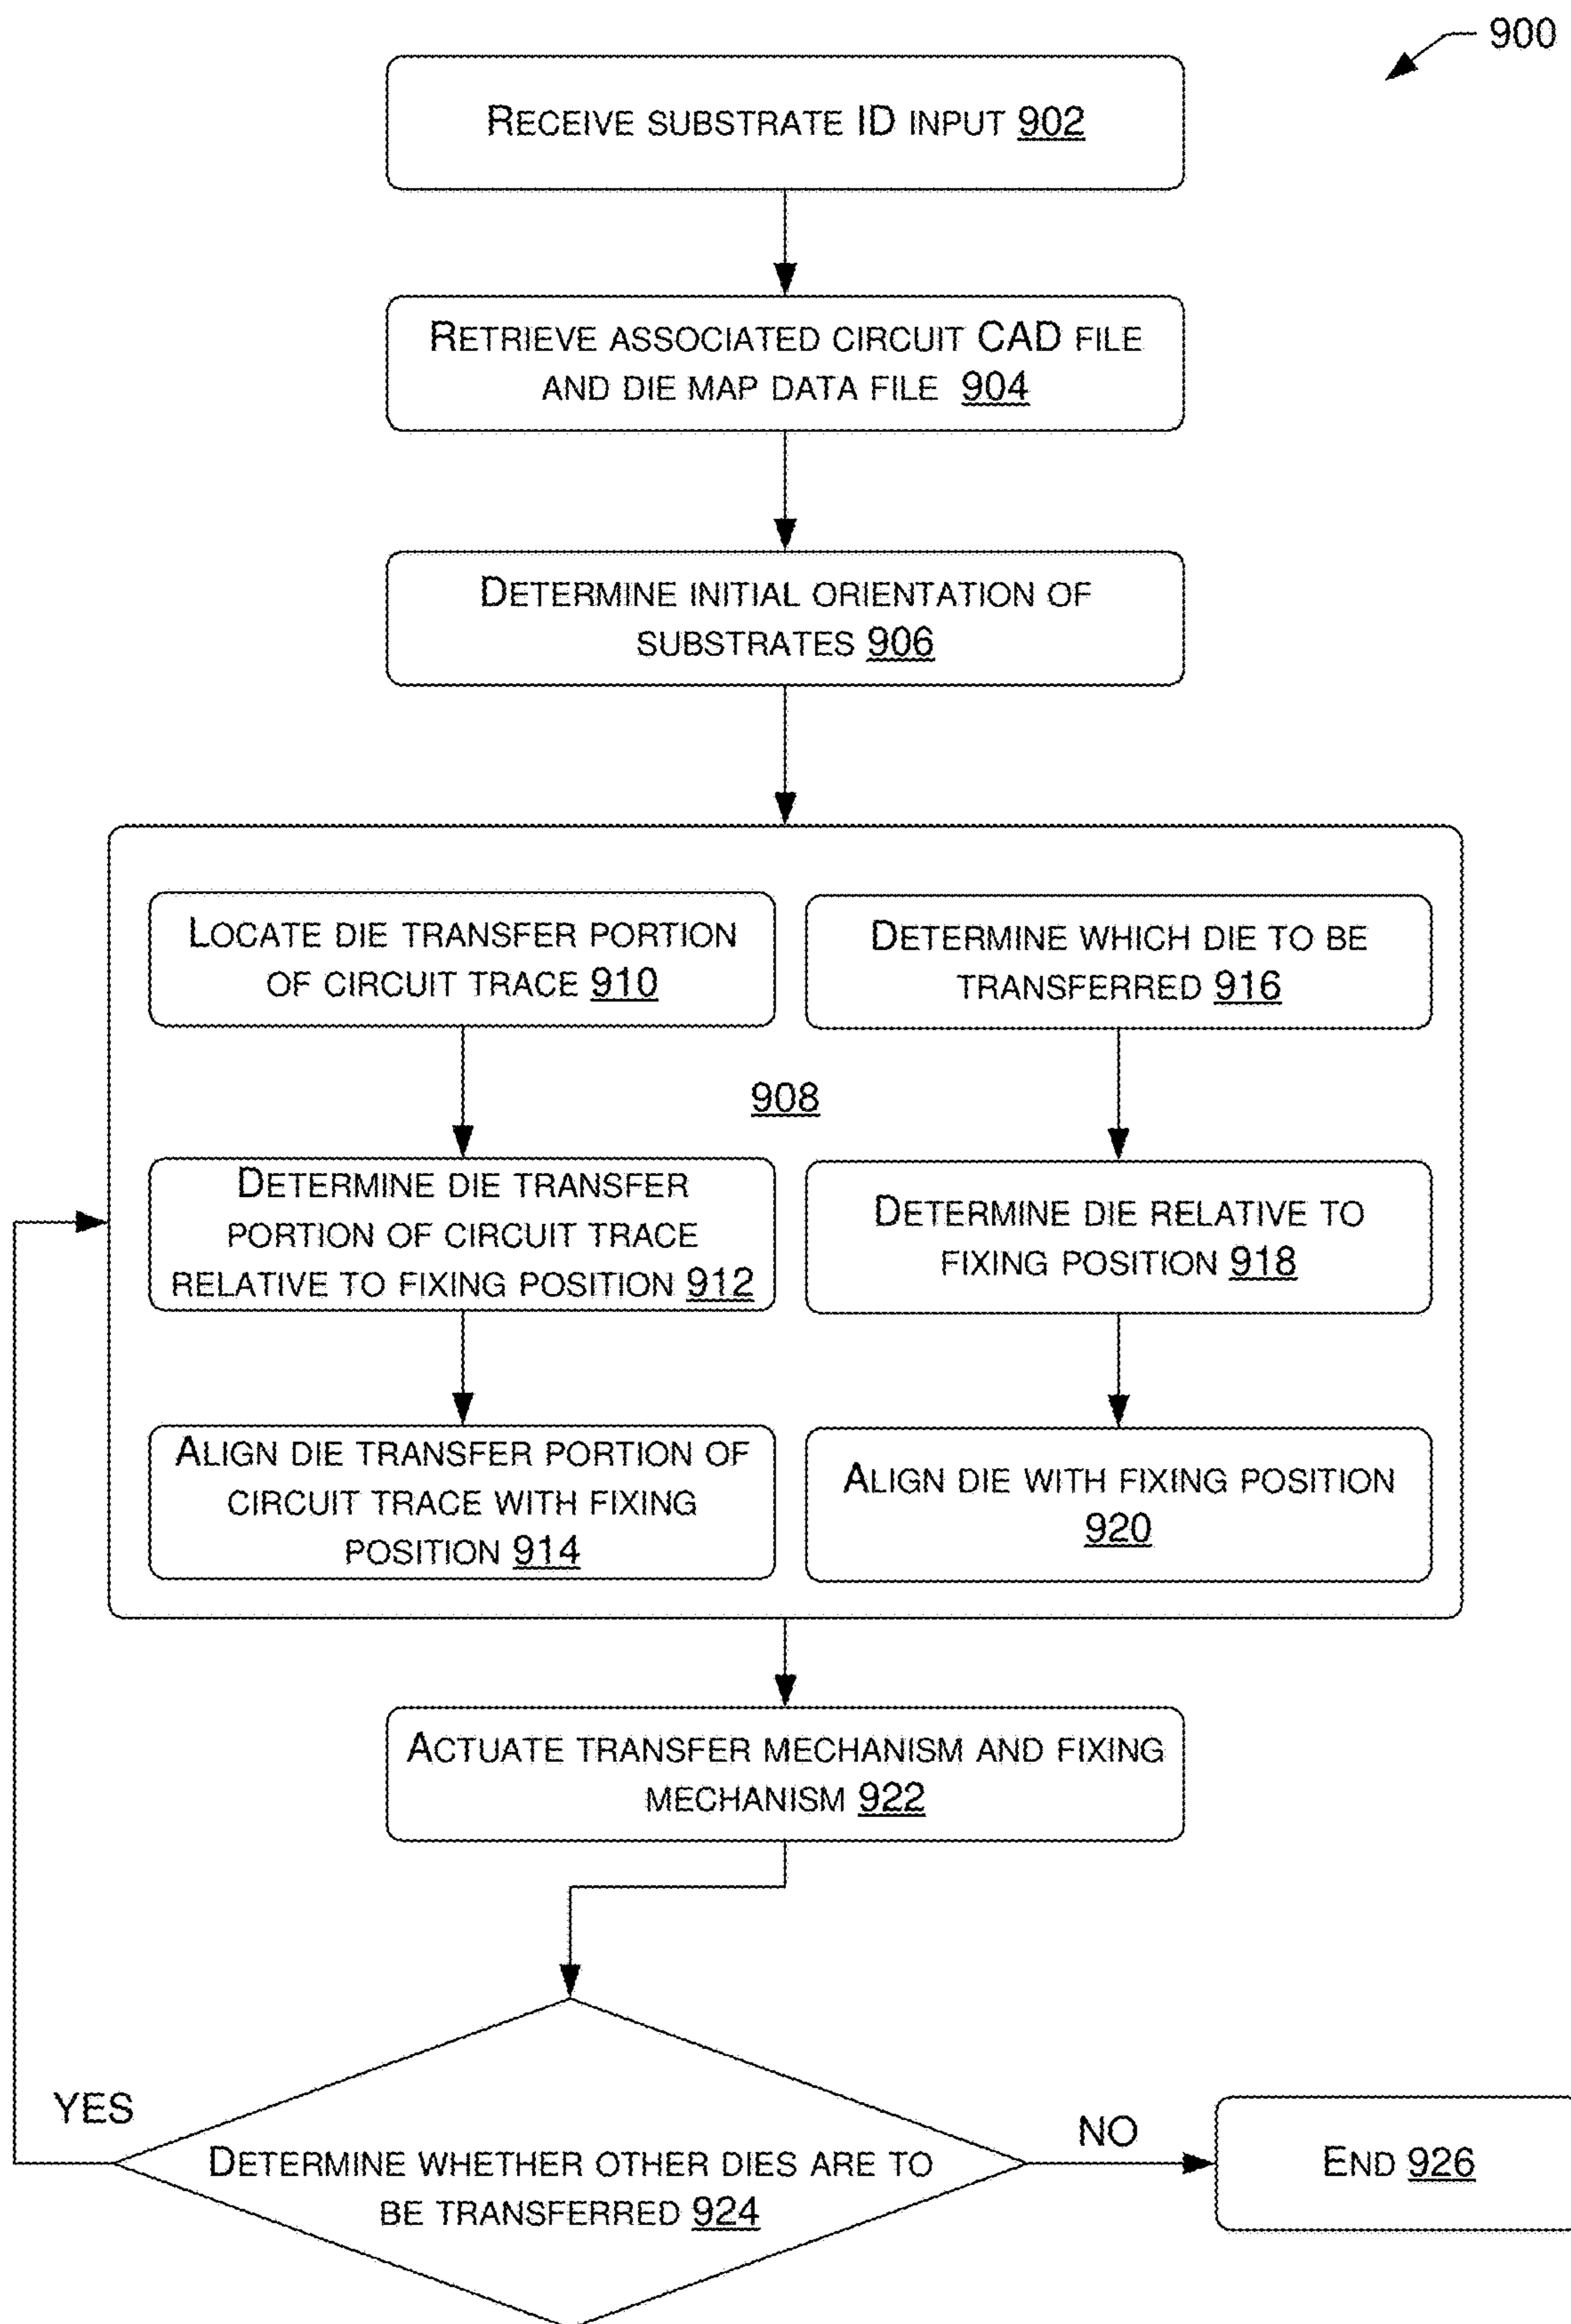 900
RECEIVE SUBSTRATE ID INPUT 902
RETRIEVE ASSOCIATED CIRCUIT CAD FILE
AND DIE MAP DATA FILE 904
DETERMINE INITIAL ORIENTATION OF
SUBSTRATES 906
LOCATE DIE TRANSFER PORTION
OF CIRCUIT TRACE 910
DETERMINE WHICH DIE TO BE
TRANSFERRED 916
908
DETERMINE DIE TRANSFER
PORTION OF CIRCUIT TRACE
RELATIVE TO FIXING POSITION 912
DETERMINE DIE RELATIVE TO
FIXING POSITION 918
ALIGN DIE TRANSFER PORTION OF
CIRCUIT TRACE WITH FIXING
POSITION 914
ALIGN DIE WITH FIXING POSITION
920
ACTUATE TRANSFER MECHANISM AND FIXING
MECHANISM 922
YES
DETERMINE WHETHER OTHER DIES ARE TO
BE TRANSFERRED 924
NO
END 926